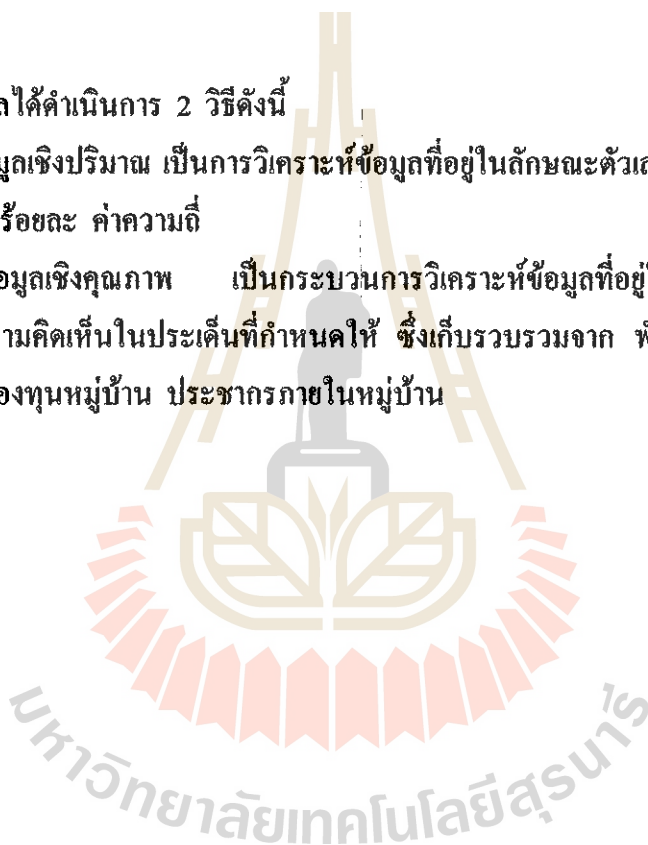 ลได้ดำเนินการ 2 วิธีดังนี้
มูลเชิงปริมาณ เป็นการวิเคราะห์ข้อมูลที่อยู่ในลักษณะตัวเล
ร้อยละ ค่าความถี่
อมูลเชิงคุณภาพ เป็นกระบวนการวิเคราะห์ข้อมูลที่อยู่ใ
ามคิดเห็นในประเด็นที่กำหนดให้ ซึ่งเก็บรวบรวมจาก พั
องทุนหมู่บ้าน ประชากรภายในหมู่บ้าน
มหาวิทยาลัยเทคโนโลยีสุรนารี